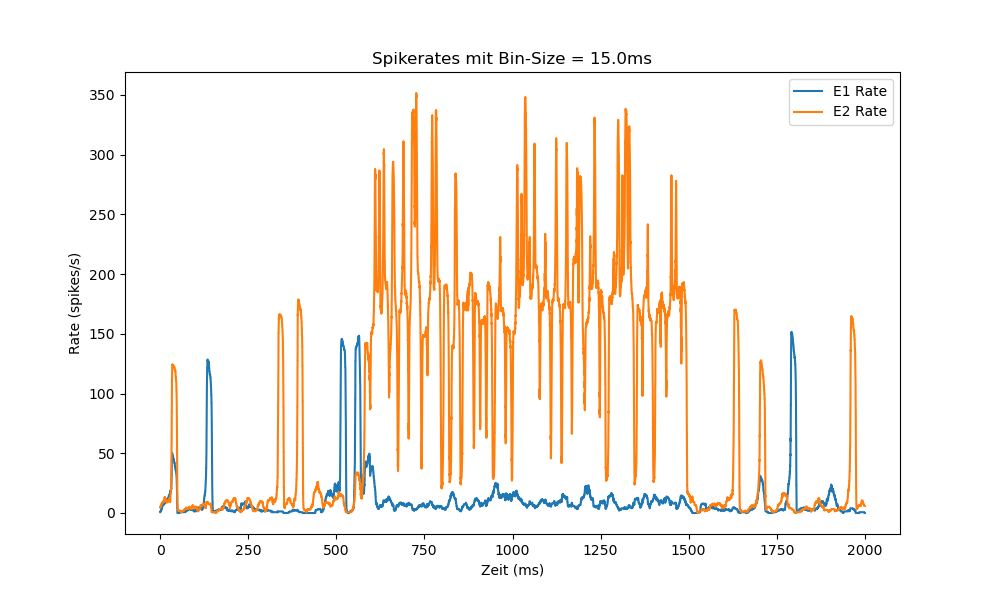 Spikerates mit Bin-Size = 15.0ms
E1 Rate
E2 Rate
350
300
250
200
150
100
50
0
Rate (spikes/s)
0 250 500 750 1000 1250 1500 1750 2000
Zeit (ms)